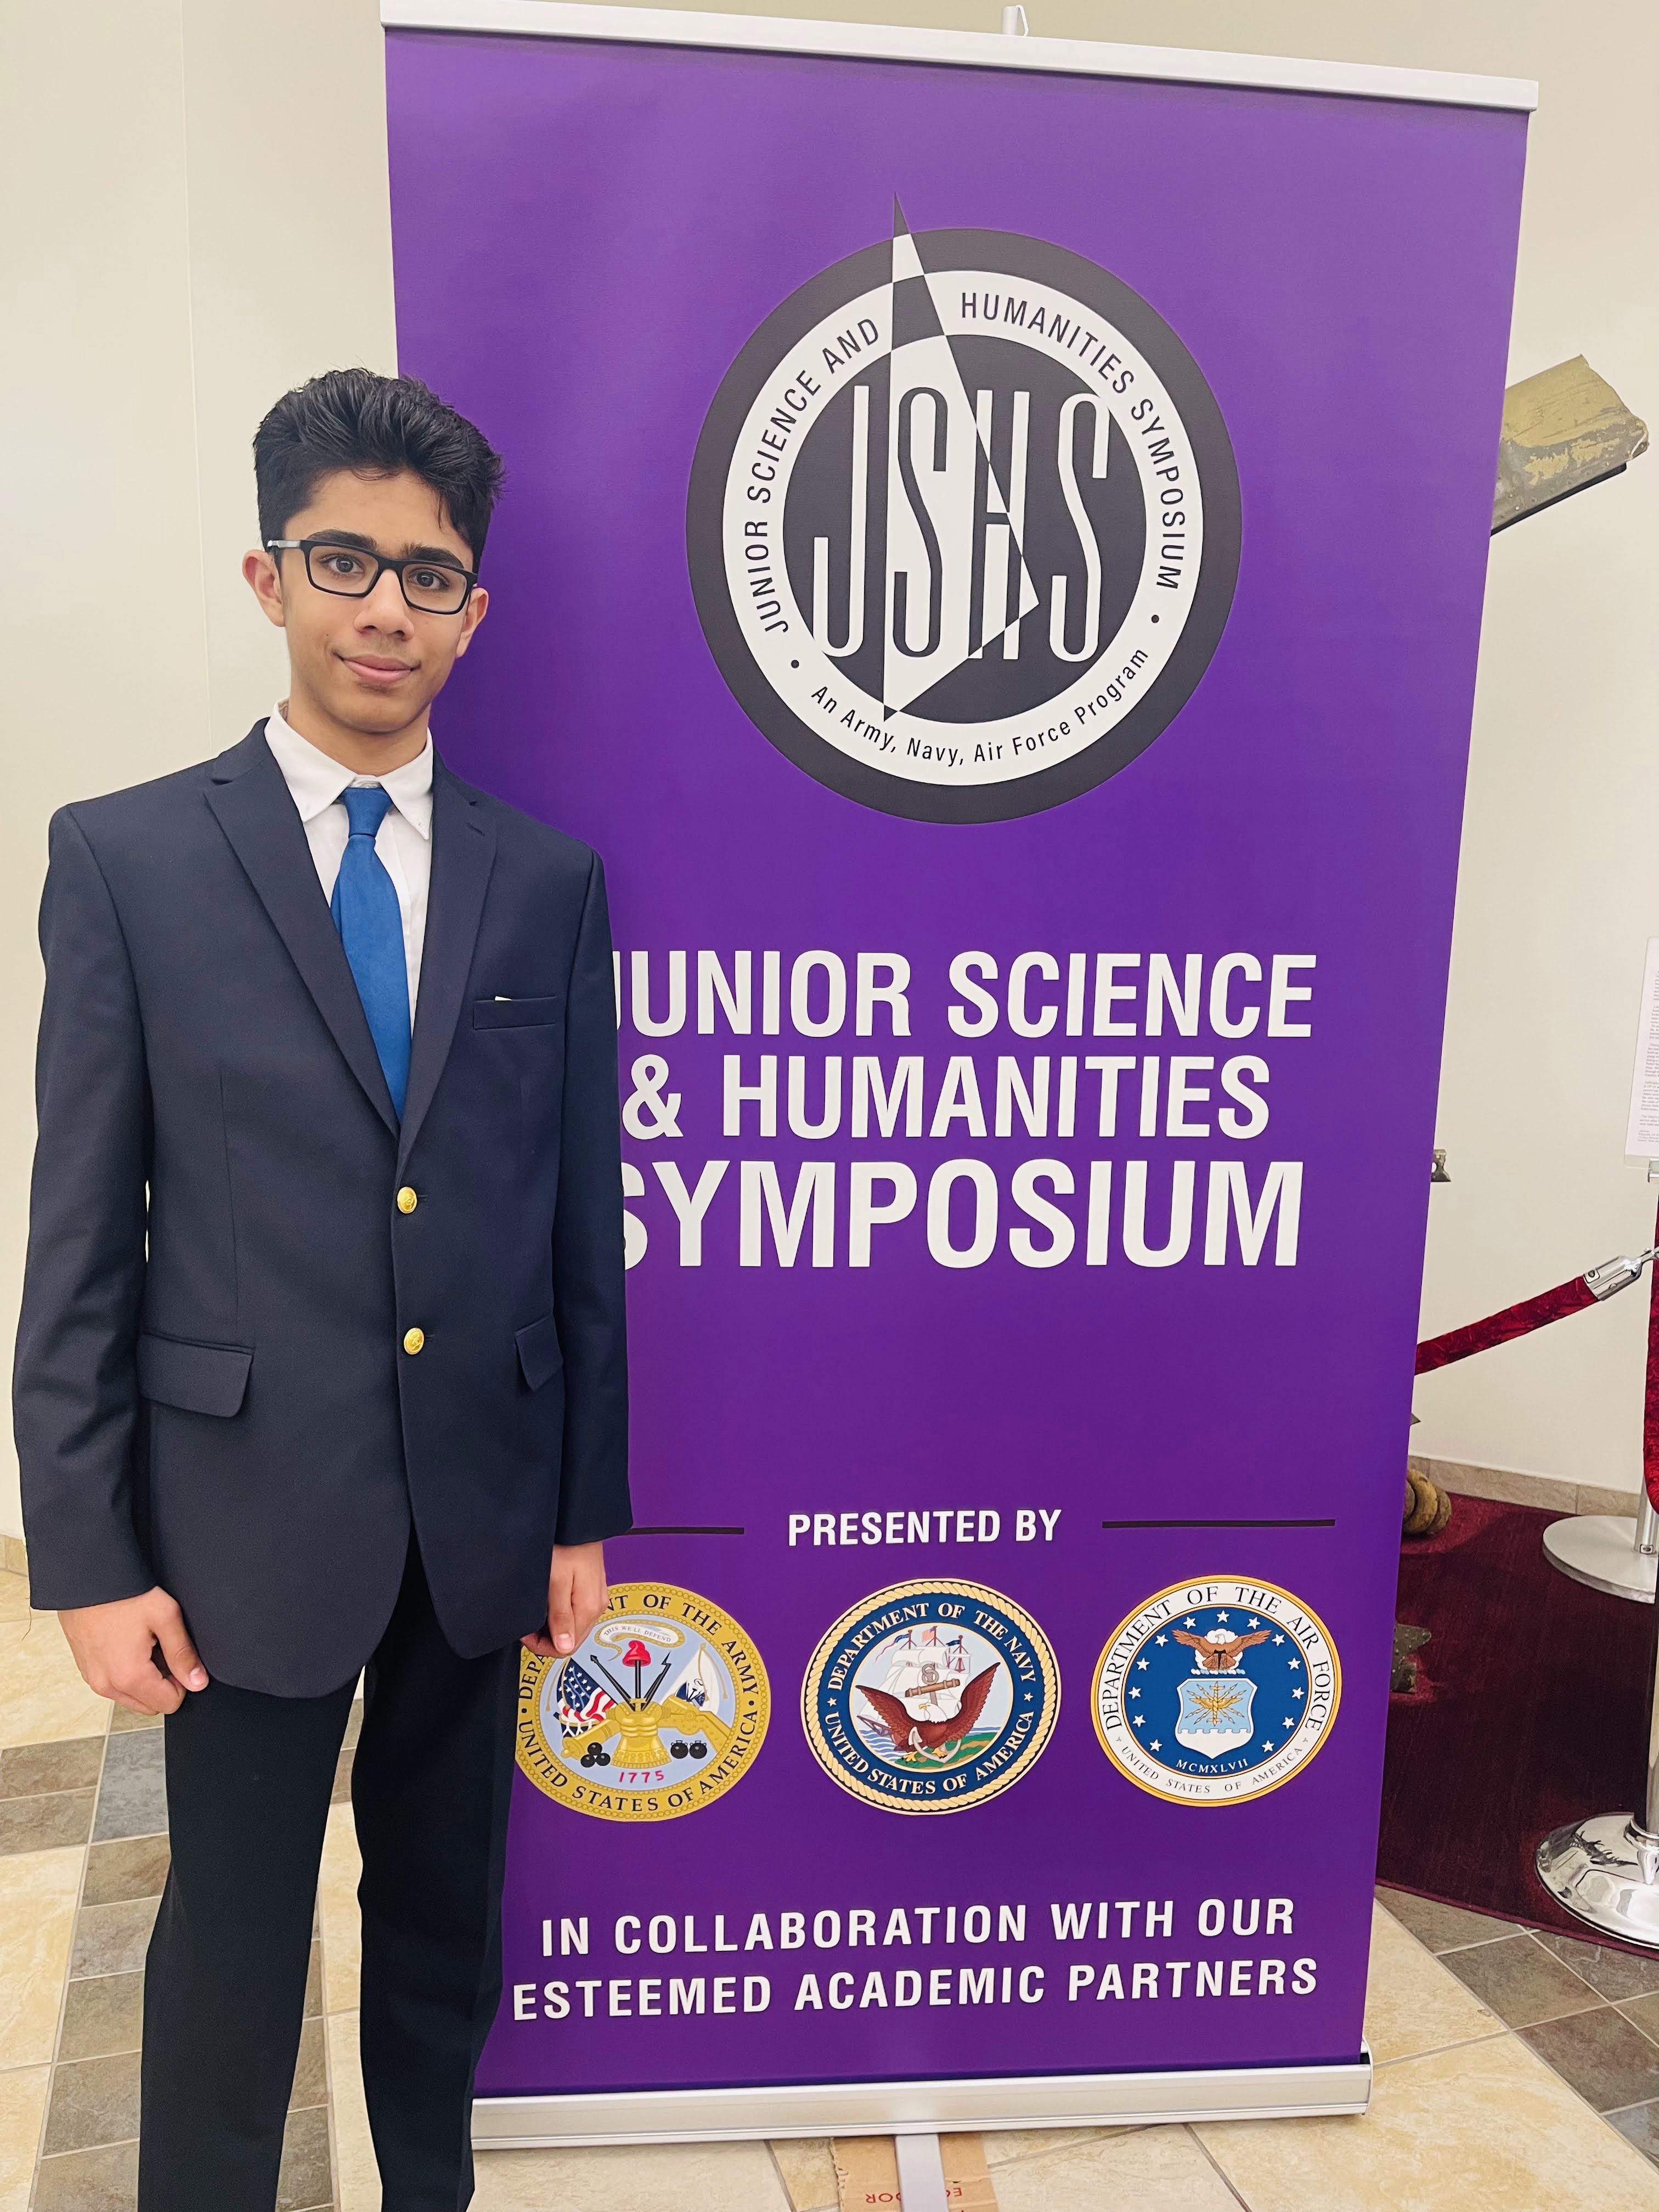 JUNIOR SCIENCE AND HUMANITIES SYMPOSIUM
JSHS
• An Army, Navy, Air Force Program •
JUNIOR SCIENCE
& HUMANITIES
SYMPOSIUM
PRESENTED BY
OF THE ARMY
THIS WE'LL DEFEND
1775
UNITED STATES OF AMERICA
DEPARTMENT OF THE NAVY
UNITED STATES OF AMERICA
DEPARTMENT OF THE AIR FORCE
MCMXLVII
UNITED STATES OF AMERICA
IN COLLABORATION WITH OUR
ESTEEMED ACADEMIC PARTNERS